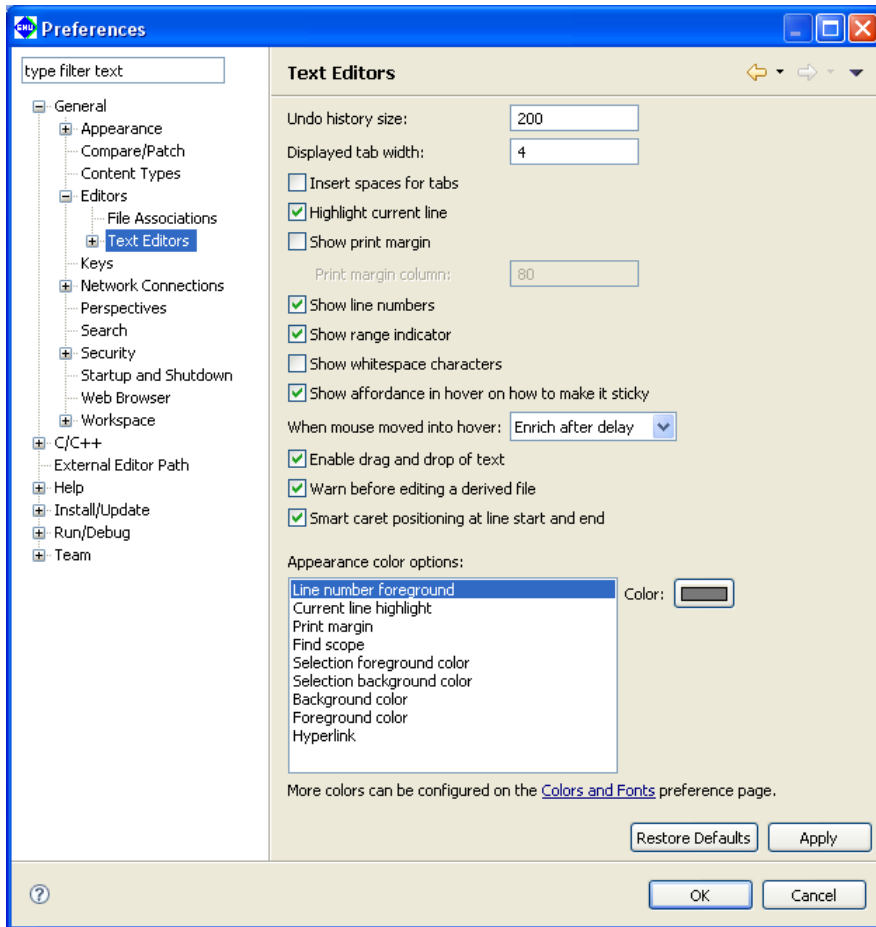 GNU Preferences
type filter text
General
Appearance
Compare/Patch
Content Types
Editors
File Associations
Text Editors
Keys
Network Connections
Perspectives
Search
Security
Startup and Shutdown
Web Browser
Workspace
C/C++
External Editor Path
Help
Install/Update
Run/Debug
Team
Text Editors
Undo history size: 200
Displayed tab width: 4
Insert spaces for tabs
Highlight current line
Show print margin
Print margin column: 80
Show line numbers
Show range indicator
Show whitespace characters
Show affordance in hover on how to make it sticky
When mouse moved into hover: Enrich after delay
Enable drag and drop of text
Warn before editing a derived file
Smart caret positioning at line start and end
Appearance color options:
Line number foreground
Current line highlight
Print margin
Find scope
Selection foreground color
Selection background color
Background color
Foreground color
Hyperlink
Color:
More colors can be configured on the Colors and Fonts preference page.
Restore Defaults Apply
? OK Cancel